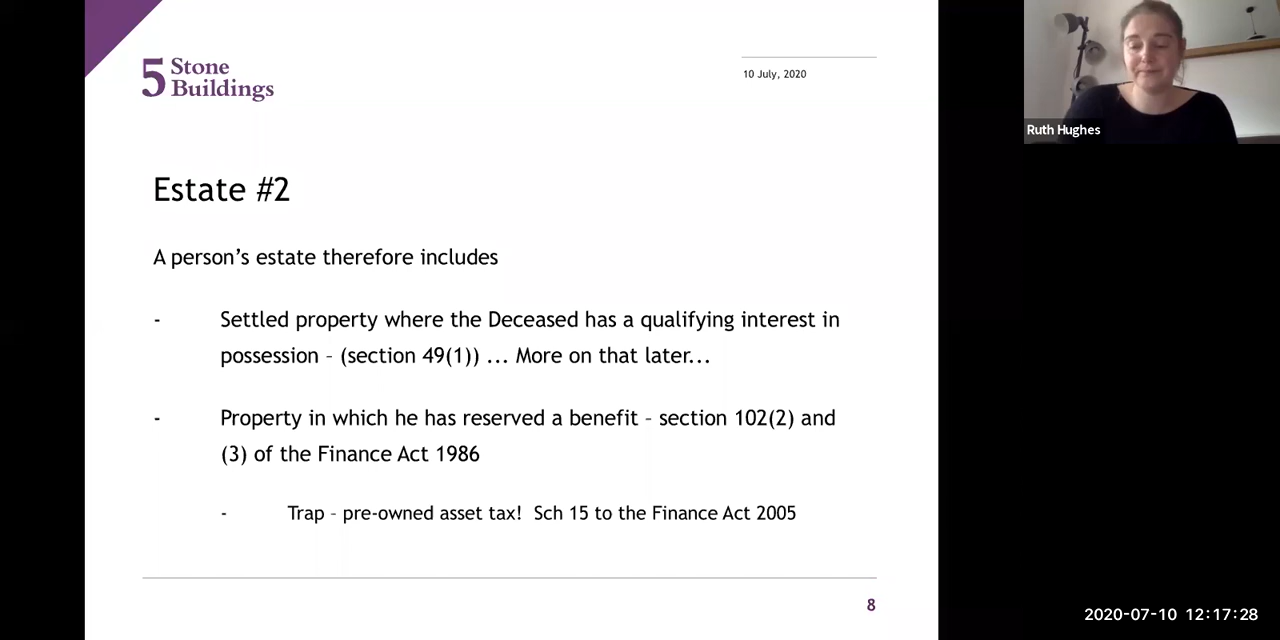 5 Stone
Buildings
10 July, 2020
Ruth Hughes
Estate #2
A person’s estate therefore includes
- Settled property where the Deceased has a qualifying interest in
possession – (section 49(1)) ... More on that later...
- Property in which he has reserved a benefit – section 102(2) and
(3) of the Finance Act 1986
- Trap – pre-owned asset tax! Sch 15 to the Finance Act 2005
8
2020-07-10 12:17:28